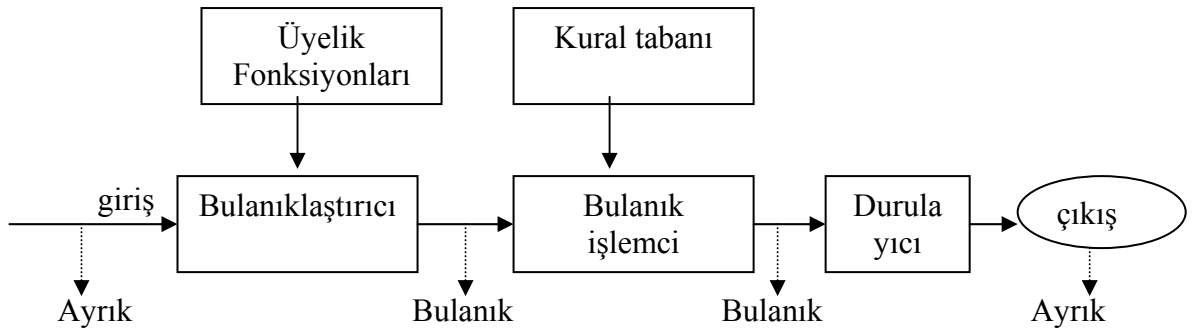 Üyelik
Fonksiyonları
Kural tabanı
giriş
Bulanıklaştırıcı
Bulanık
işlemci
Durula
yıcı
çıkış
Ayrık
Bulanık
Bulanık
Ayrık